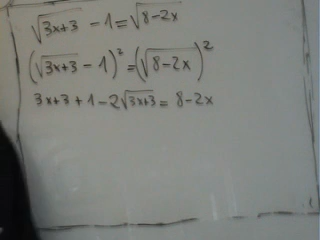 √(3x+3) - 1 = √(8-2x)
(√(3x+3) - 1)² = (√(8-2x))²
3x+3+1-2√(3x+3) = 8-2x